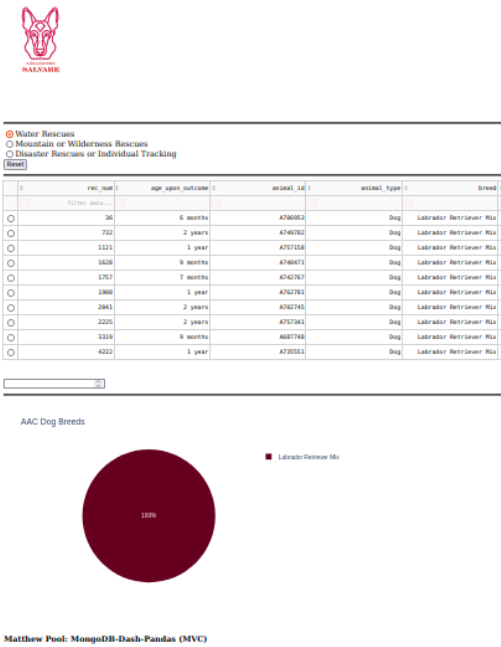 GRAZIOSO
SALVARE
Water Rescues
Mountain or Wilderness Rescues
Disaster Rescues or Individual Tracking
Reset
rec_num age_upon_outcome animal_id animal_type breed
filter data...
36 6 months A706953 Dog Labrador Retriever Mix
732 2 years A749782 Dog Labrador Retriever Mix
1121 1 year A757150 Dog Labrador Retriever Mix
1628 9 months A740471 Dog Labrador Retriever Mix
1757 7 months A742767 Dog Labrador Retriever Mix
1900 1 year A762781 Dog Labrador Retriever Mix
2041 2 years A702745 Dog Labrador Retriever Mix
2225 2 years A757341 Dog Labrador Retriever Mix
3319 9 months A687740 Dog Labrador Retriever Mix
4222 1 year A735551 Dog Labrador Retriever Mix
AAC Dog Breeds
Labrador Retriever Mix
100%
Matthew Pool: MongoDB-Dash-Pandas (MVC)